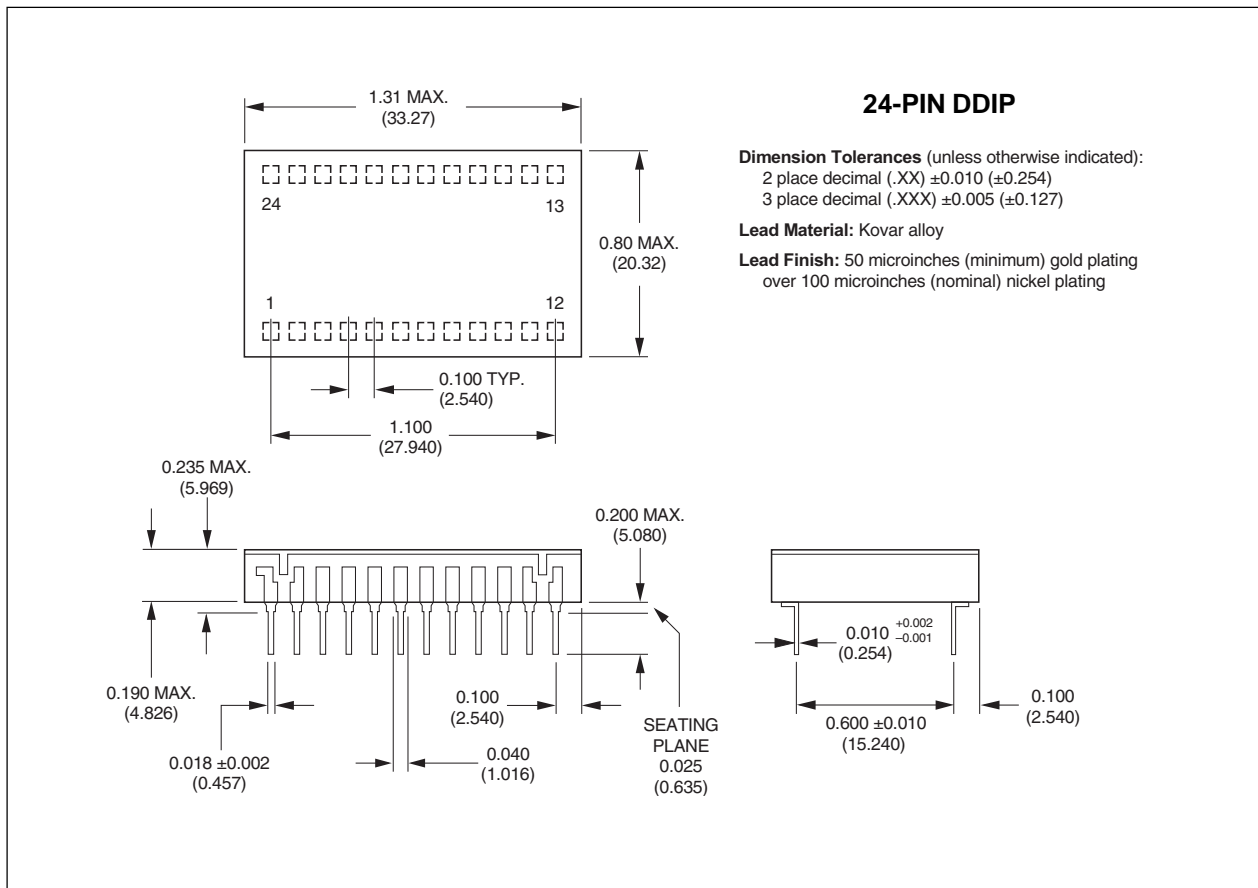 1.31 MAX.
(33.27)
24-PIN DDIP
Dimension Tolerances (unless otherwise indicated):
2 place decimal (.XX) ±0.010 (±0.254)
3 place decimal (.XXX) ±0.005 (±0.127)
Lead Material: Kovar alloy
Lead Finish: 50 microinches (minimum) gold plating
over 100 microinches (nominal) nickel plating
24
13
0.80 MAX.
(20.32)
1
12
0.100 TYP.
(2.540)
1.100
(27.940)
0.235 MAX.
(5.969)
0.200 MAX.
(5.080)
0.190 MAX.
(4.826)
0.018 ±0.002
(0.457)
0.100
(2.540)
0.040
(1.016)
SEATING
PLANE
0.025
(0.635)
0.010 +0.002
−0.001
(0.254)
0.600 ±0.010
(15.240)
0.100
(2.540)